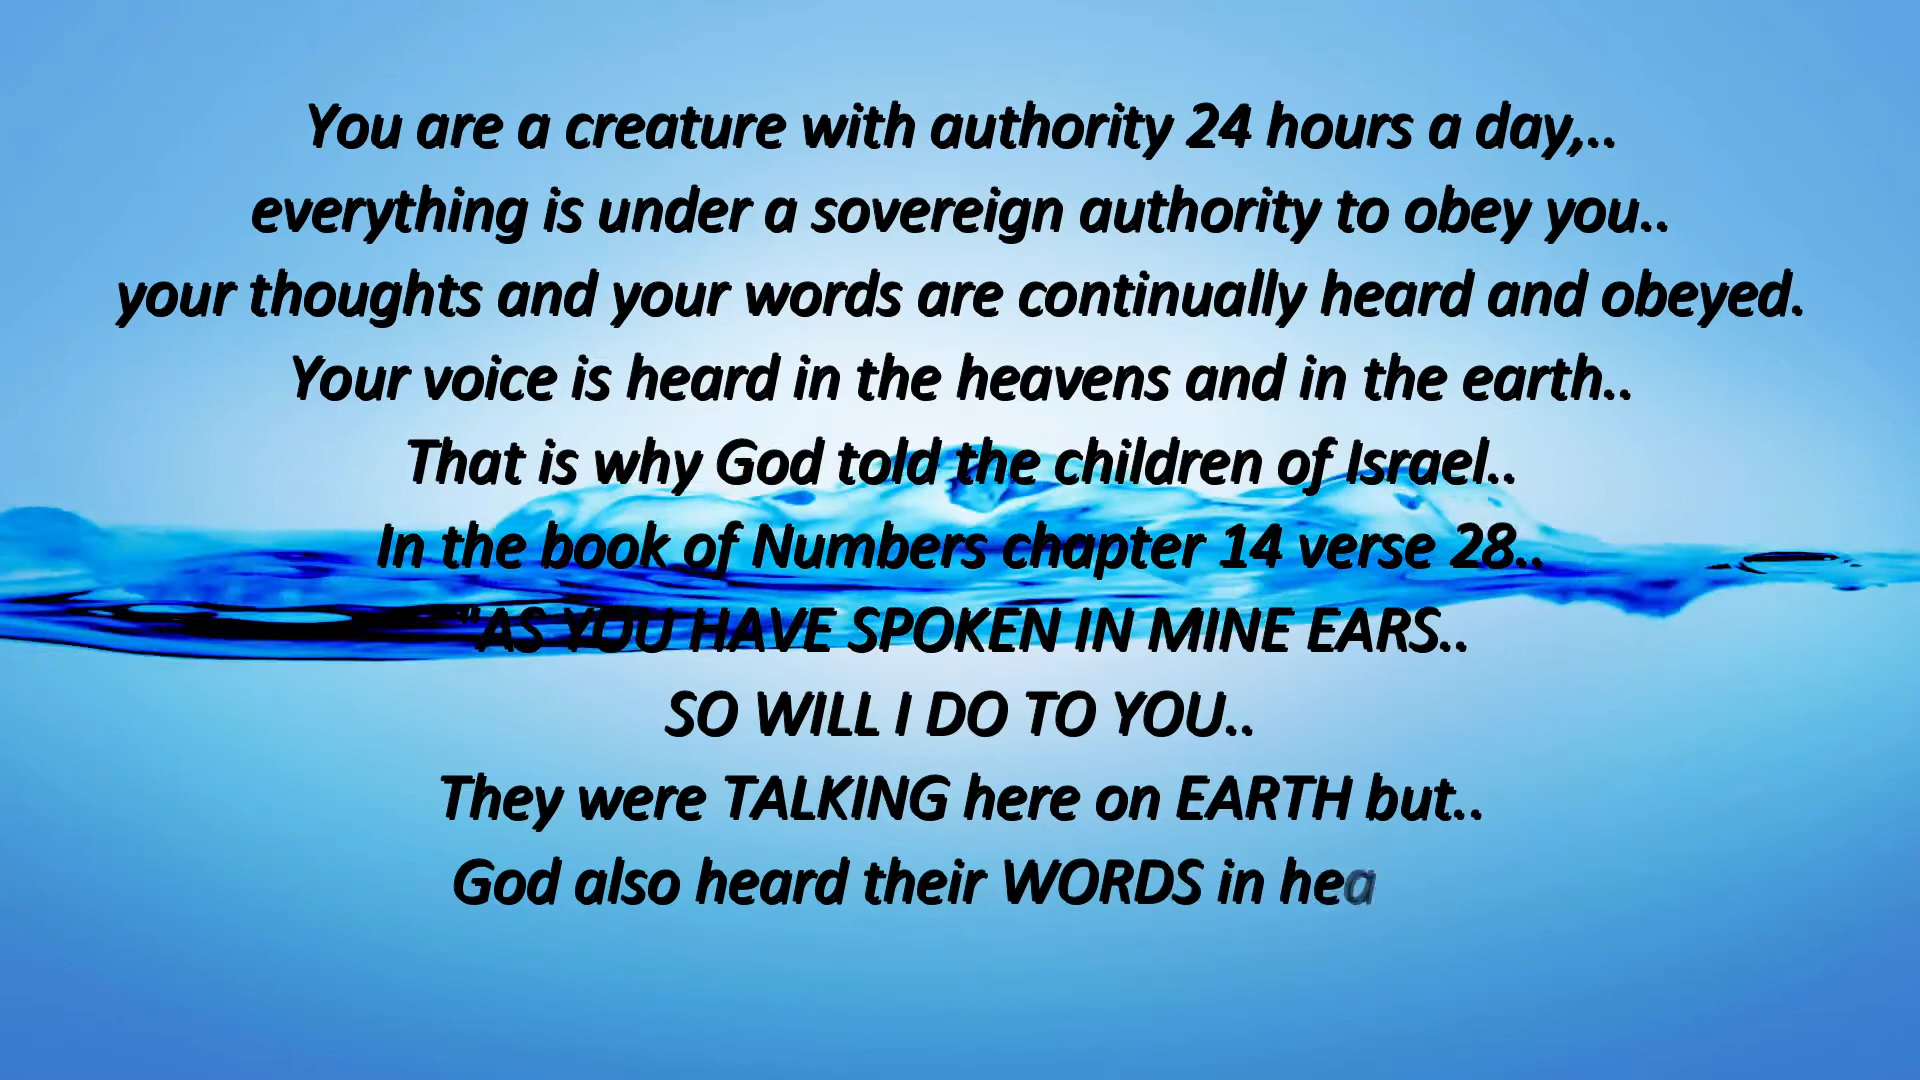 You are a creature with authority 24 hours a day,..
everything is under a sovereign authority to obey you..
your thoughts and your words are continually heard and obeyed.
Your voice is heard in the heavens and in the earth..
That is why God told the children of Israel..
In the book of Numbers chapter 14 verse 28..
"AS YOU HAVE SPOKEN IN MINE EARS..
SO WILL I DO TO YOU..
They were TALKING here on EARTH but..
God also heard their WORDS in hea